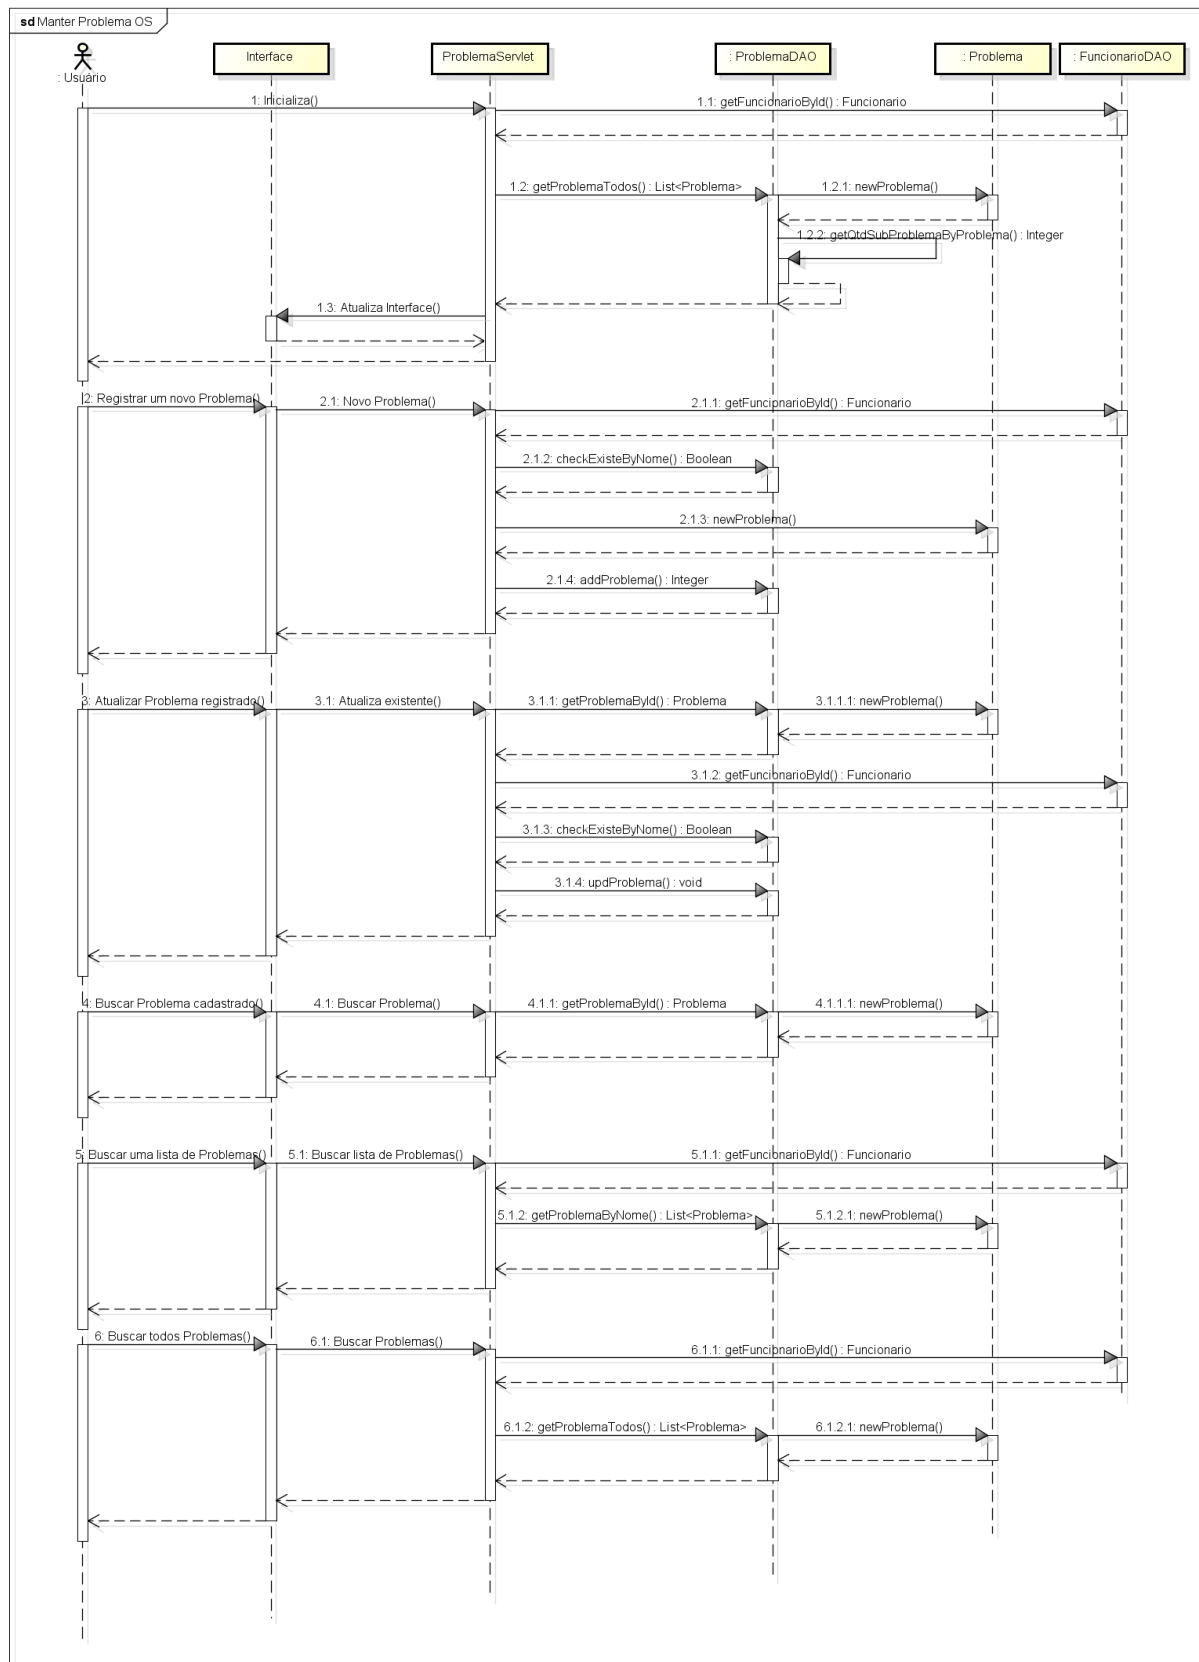 sd Manter Problema OS
: Usuário
Interface
ProblemaServlet
: ProblemaDAO
: Problema
: FuncionarioDAO
1: Inicializa()
1.1: getFuncionarioById() : Funcionario
1.2: getProblemaTodos() : List<Problema>
1.2.1: newProblema()
1.2.2: getQtdSubProblemaByProblema() : Integer
1.3: Atualiza Interface()
2: Registrar um novo Problema()
2.1: Novo Problema()
2.1.1: getFuncionarioById() : Funcionario
2.1.2: checkExisteByNome() : Boolean
2.1.3: newProblema()
2.1.4: addProblema() : Integer
3: Atualizar Problema registrado()
3.1: Atualiza existente()
3.1.1: getProblemaById() : Problema
3.1.1.1: newProblema()
3.1.2: getFuncionarioById() : Funcionario
3.1.3: checkExisteByNome() : Boolean
3.1.4: updProblema() : void
4: Buscar Problema cadastrado()
4.1: Buscar Problema()
4.1.1: getProblemaById() : Problema
4.1.1.1: newProblema()
5: Buscar uma lista de Problemas()
5.1: Buscar lista de Problemas()
5.1.1: getFuncionarioById() : Funcionario
5.1.2: getProblemaByNome() : List<Problema>
5.1.2.1: newProblema()
6: Buscar todos Problemas()
6.1: Buscar Problemas()
6.1.1: getFuncionarioById() : Funcionario
6.1.2: getProblemaTodos() : List<Problema>
6.1.2.1: newProblema()